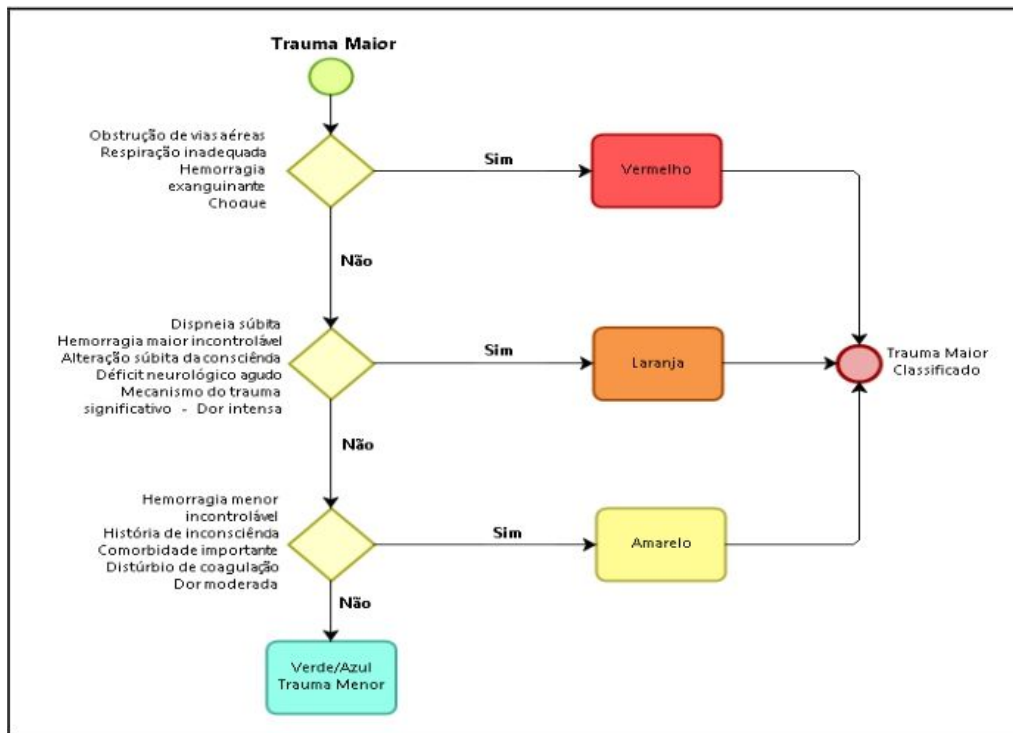 Trauma Maior
Obstrução de vias aéreas
Respiração inadequada
Hemorragia
exanguinante
Choque
Sim
Vermelho
Não
Dispneia súbita
Hemorragia maior incontrolável
Alteração súbita da consciência
Déficit neurológico agudo
Mecanismo do trauma
significativo - Dor intensa
Sim
Laranja
Trauma Maior
Classificado
Não
Hemorragia menor
incontrolável
História de inconsciência
Comorbidade importante
Distúrbio de coagulação
Dor moderada
Sim
Amarelo
Não
Verde/Azul
Trauma Menor